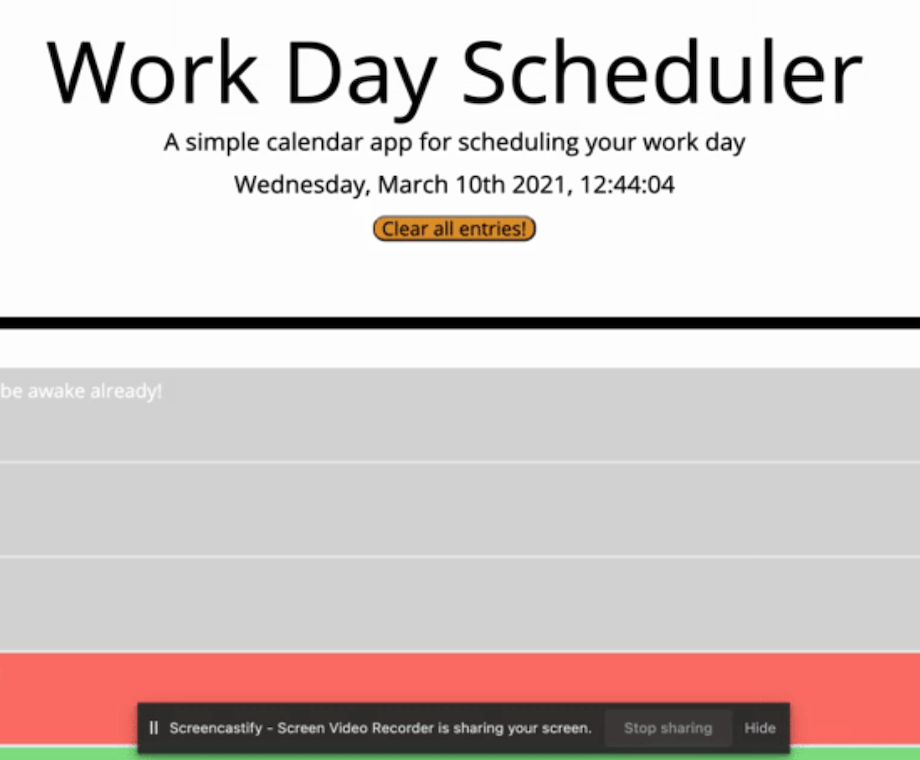 Work Day Scheduler
A simple calendar app for scheduling your work day
Wednesday, March 10th 2021, 12:44:04
Clear all entries!
be awake already!
Screencastify - Screen Video Recorder is sharing your screen. Stop sharing Hide